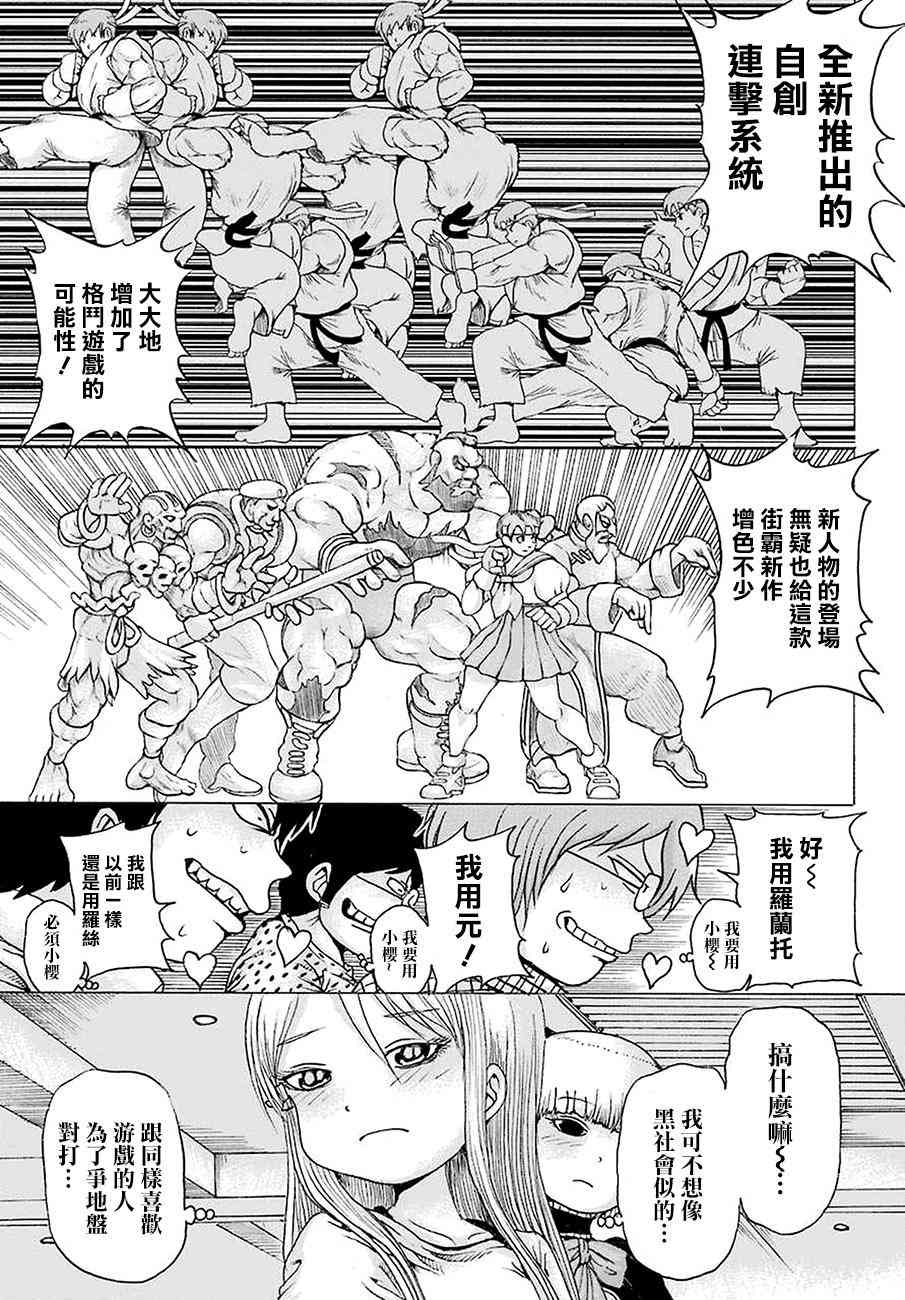 全新推出的
自創
連擊系統
大大地
增加了
格鬥遊戲的
可能性！
新人物的登場
無疑也給這款
街霸新作
增色不少
好～
我用羅蘭托
我要用
小櫻～
我用元！
我要用
小櫻～
我跟
以前一樣
還是用羅絲
必須小櫻
搞什麼嘛～…
我可不想像
黑社會似的…
跟同樣喜歡
游戲的人
為了爭地盤
對打…